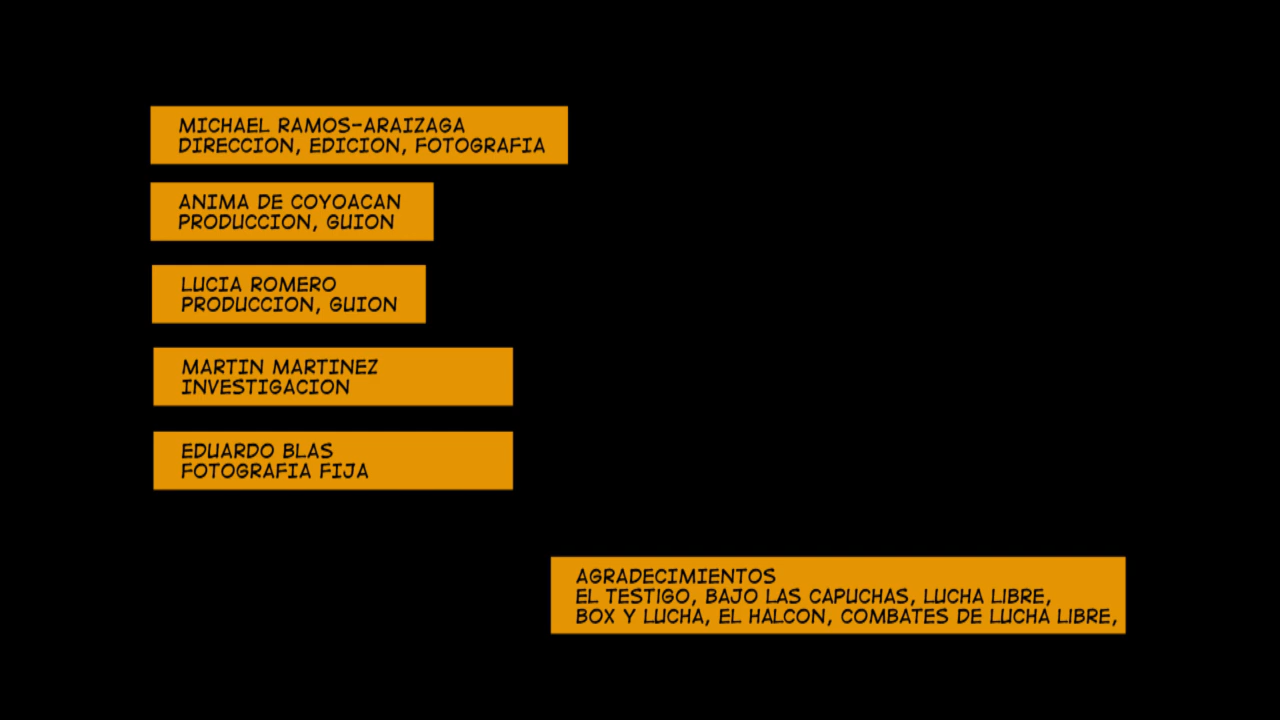 MICHAEL RAMOS-ARAIZAGA
DIRECCION, EDICION, FOTOGRAFIA
ANIMA DE COYOACAN
PRODUCCION, GUION
LUCIA ROMERO
PRODUCCION, GUION
MARTIN MARTINEZ
INVESTIGACION
EDUARDO BLAS
FOTOGRAFIA FIJA
AGRADECIMIENTOS
EL TESTIGO, BAJO LAS CAPUCHAS, LUCHA LIBRE,
BOX Y LUCHA, EL HALCON, COMBATES DE LUCHA LIBRE,